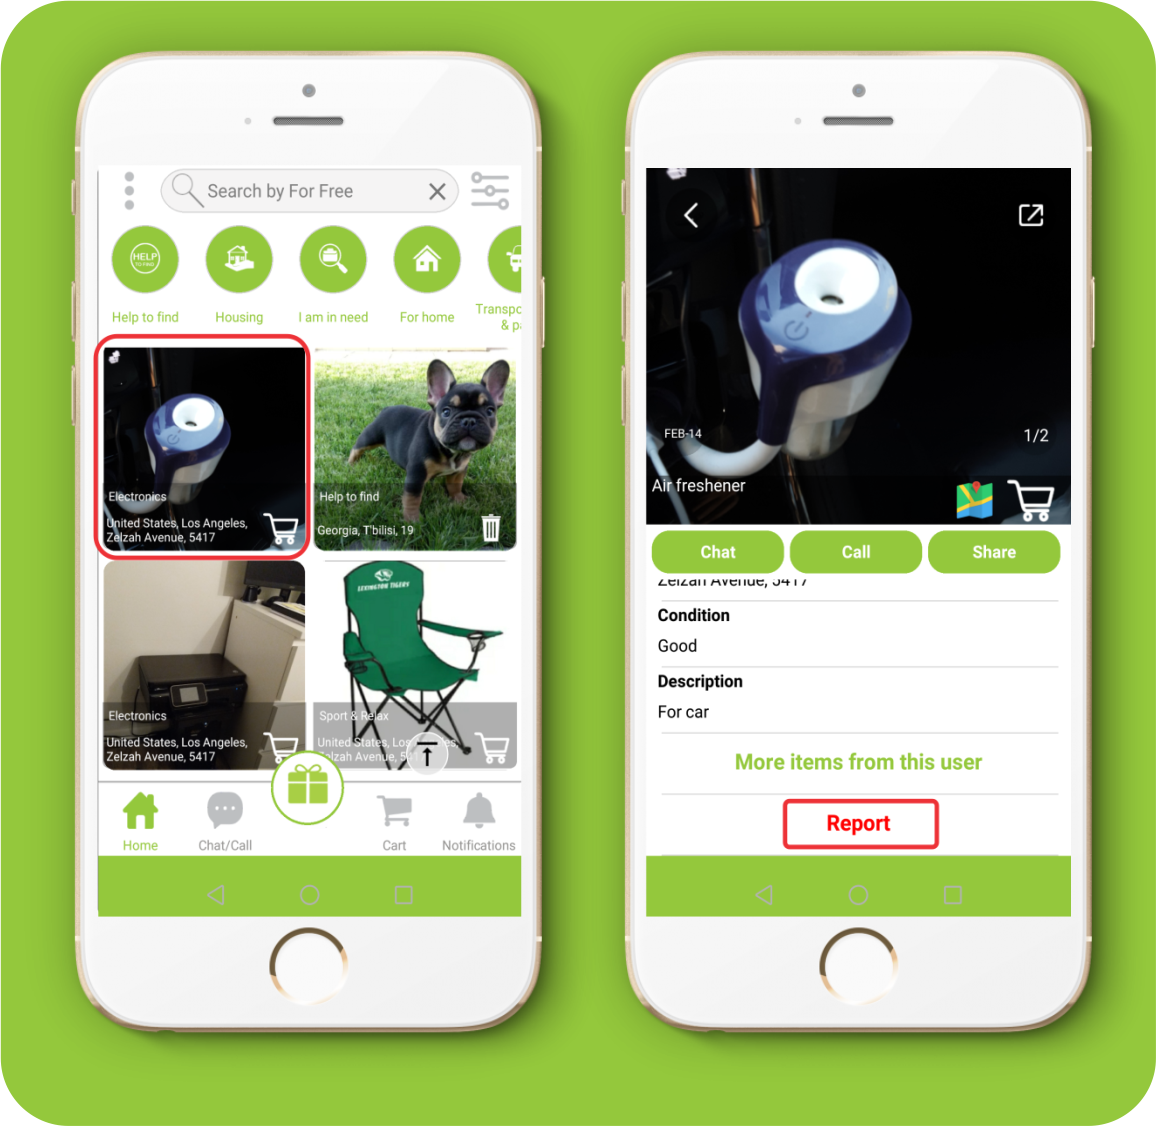 Search by For Free
HELP
TO FIND
Help to find
Housing
I am in need
For home
Transpo
& pa
Electronics
United States, Los Angeles,
Zelzah Avenue, 5417
Help to find
Georgia, T'bilisi, 19
LEXINGTON TIGERS
Electronics
United States, Los Angeles,
Zelzah Avenue, 5417
Sport & Relax
United States, Los
les,
Zelzah Avenue, 5
Home
Chat/Call
Cart
Notifications
FEB-14
1/2
Air freshener
Chat
Call
Share
Zelzah Avenue, 5417
Condition
Good
Description
For car
More items from this user
Report